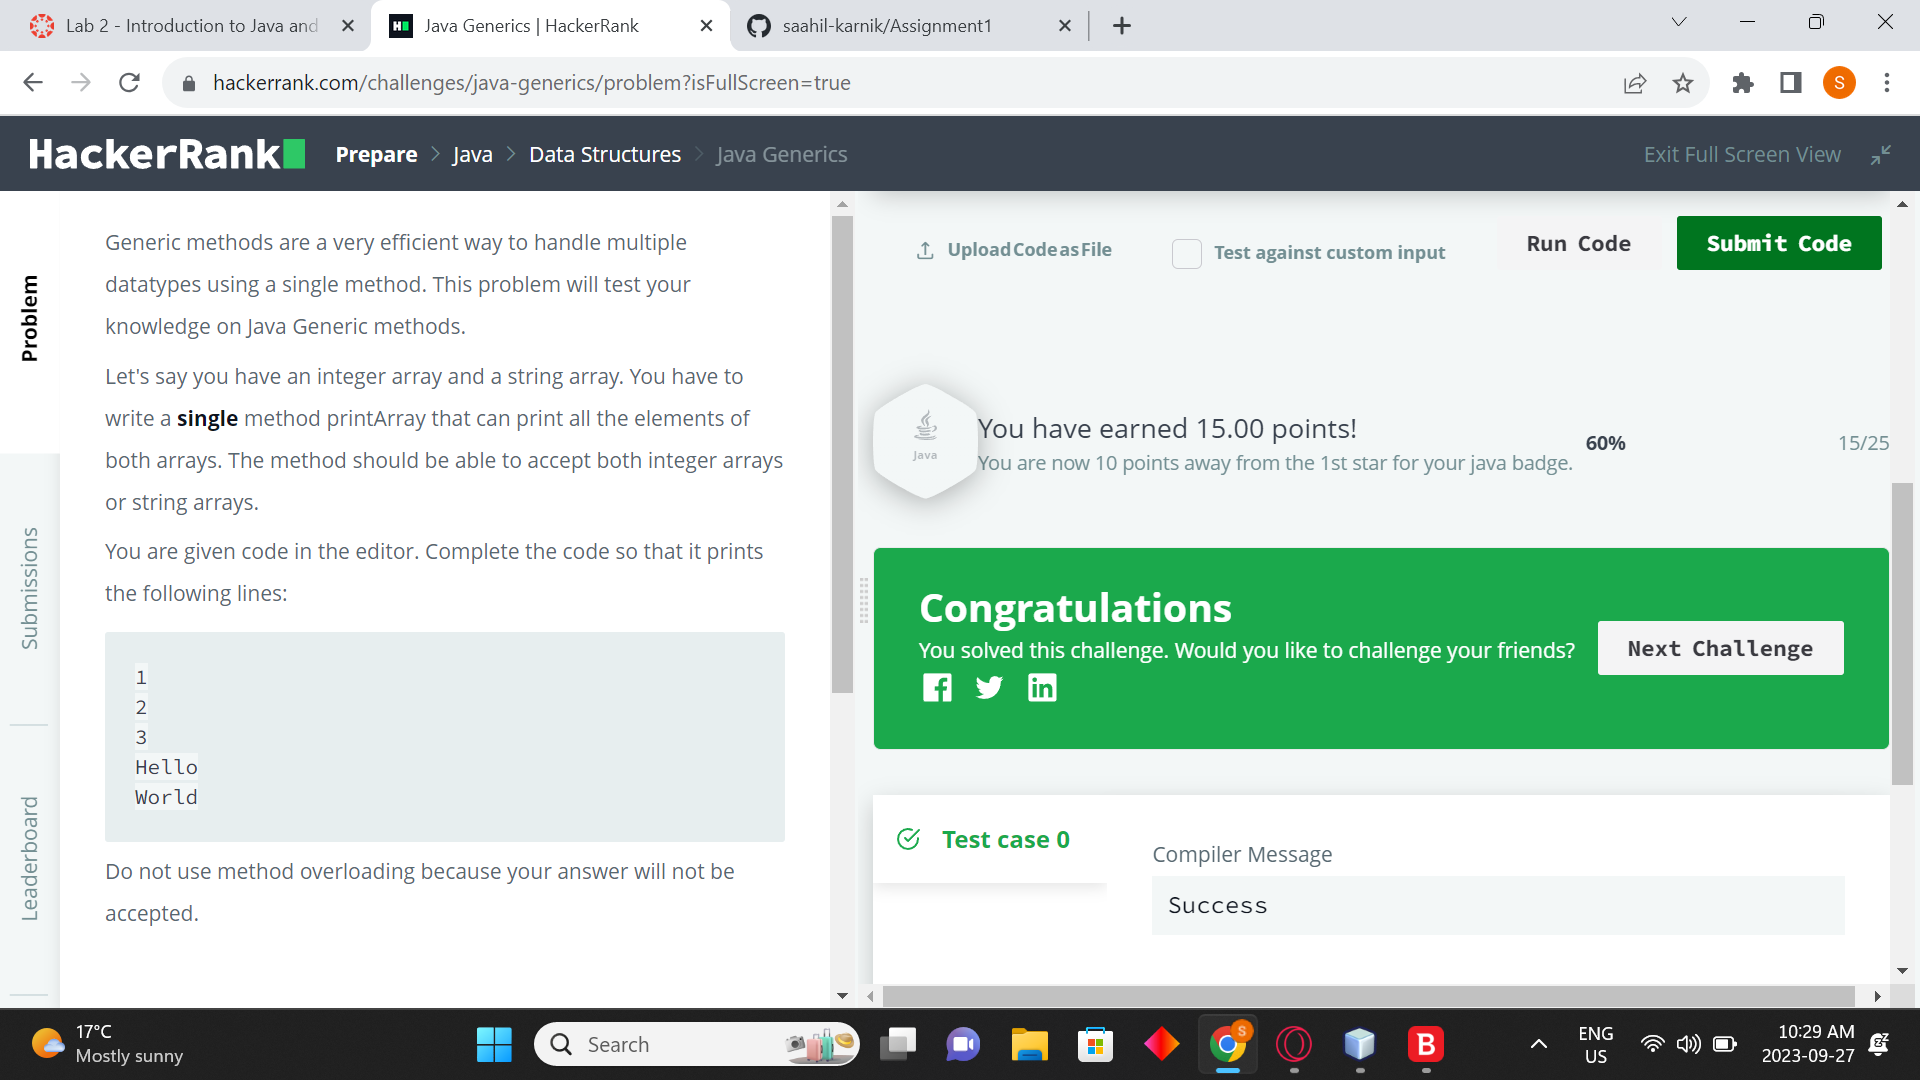 Lab 2 - Introduction to Java and
Java Generics | HackerRank
saahil-karnik/Assignment1
hackerrank.com/challenges/java-generics/problem?isFullScreen=true
S
HackerRank
Prepare > Java > Data Structures > Java Generics
Exit Full Screen View
Problem
Submissions
Leaderboard
Generic methods are a very efficient way to handle multiple
datatypes using a single method. This problem will test your
knowledge on Java Generic methods.
Let's say you have an integer array and a string array. You have to
write a single method printArray that can print all the elements of
both arrays. The method should be able to accept both integer arrays
or string arrays.
You are given code in the editor. Complete the code so that it prints
the following lines:
1
2
3
Hello
World
Do not use method overloading because your answer will not be
accepted.
Upload Code as File
Test against custom input
Run Code
Submit Code
Java
You have earned 15.00 points!
You are now 10 points away from the 1st star for your java badge.
60%
15/25
Congratulations
You solved this challenge. Would you like to challenge your friends?
Next Challenge
Test case 0
Compiler Message
Success
17°C
Mostly sunny
Search
S
B
ENG
US
10:29 AM
2023-09-27